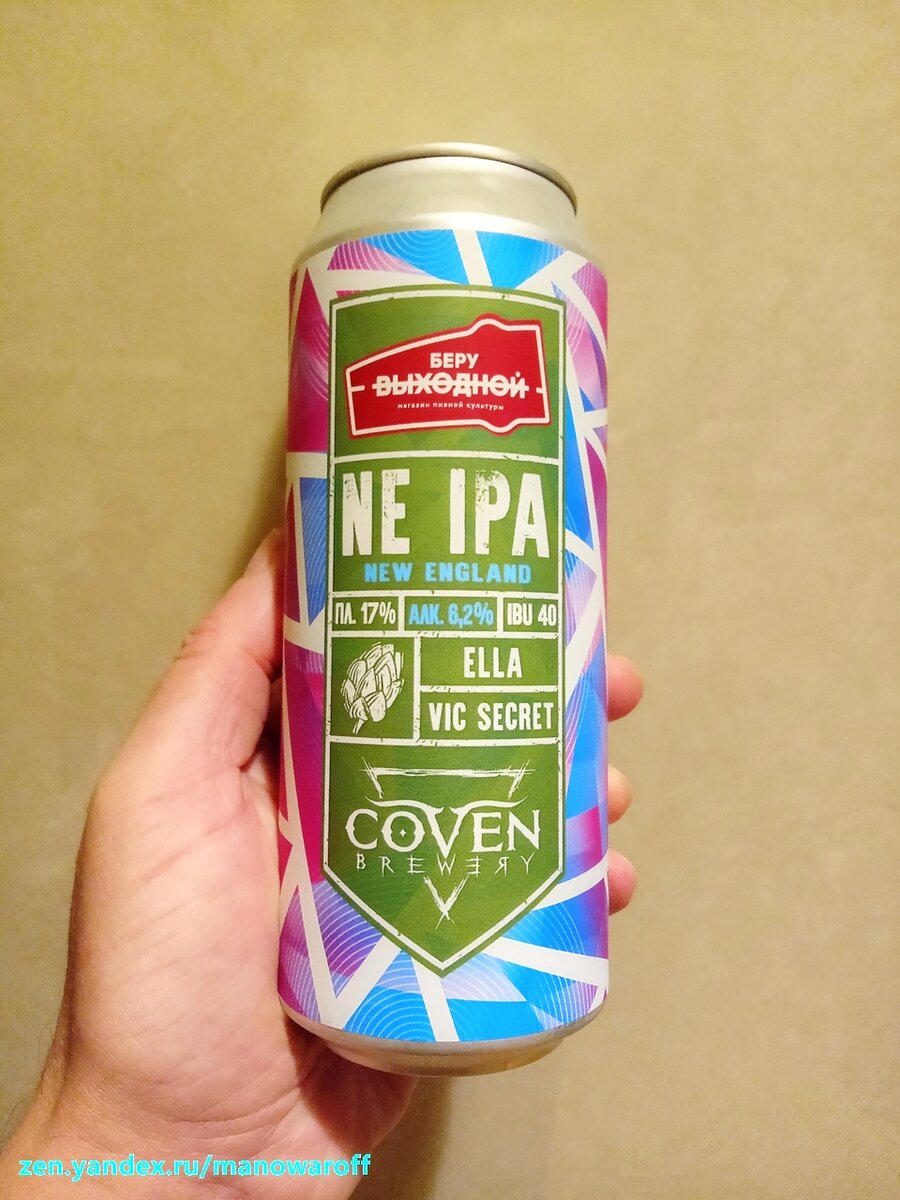 БЕРУ
ВЫХОДНОЙ
магазин пивной культуры
NE IPA
NEW ENGLAND
ПЛ. 17% АЛК. 6,2% IBU 40
ELLA
VIC SECRET
COVEN
BREWERY
zen.yandex.ru/manowaroff